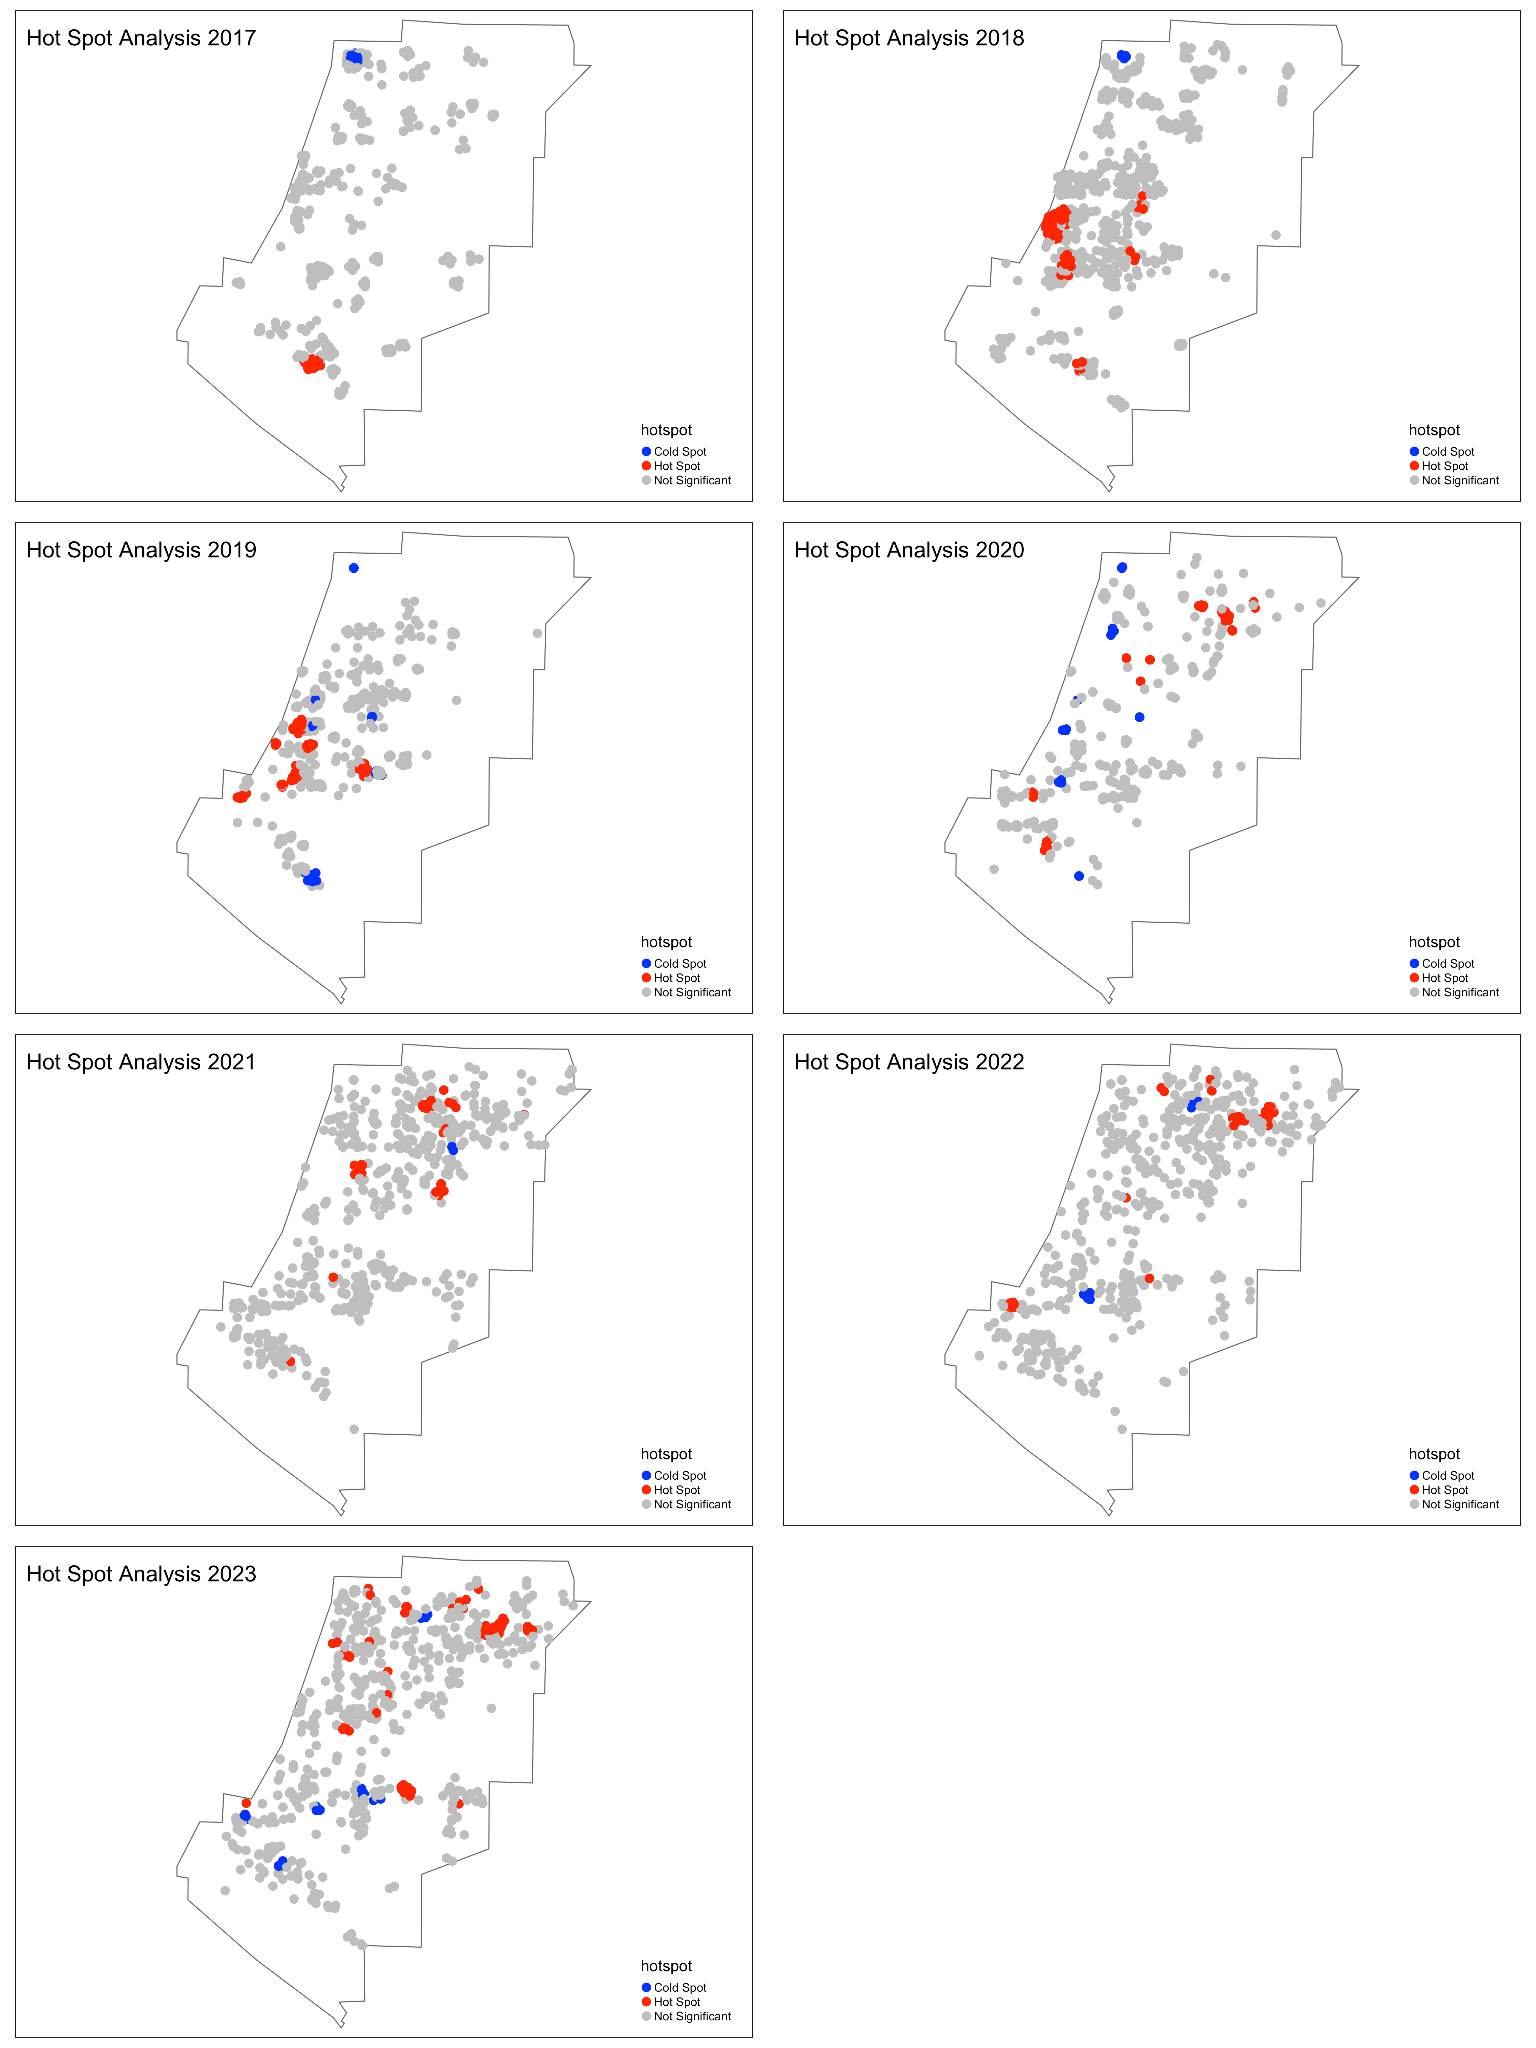 Hot Spot Analysis 2017
hotspot
Cold Spot
Hot Spot
Not Significant
Hot Spot Analysis 2018
hotspot
Cold Spot
Hot Spot
Not Significant
Hot Spot Analysis 2019
hotspot
Cold Spot
Hot Spot
Not Significant
Hot Spot Analysis 2020
hotspot
Cold Spot
Hot Spot
Not Significant
Hot Spot Analysis 2021
hotspot
Cold Spot
Hot Spot
Not Significant
Hot Spot Analysis 2022
hotspot
Cold Spot
Hot Spot
Not Significant
Hot Spot Analysis 2023
hotspot
Cold Spot
Hot Spot
Not Significant